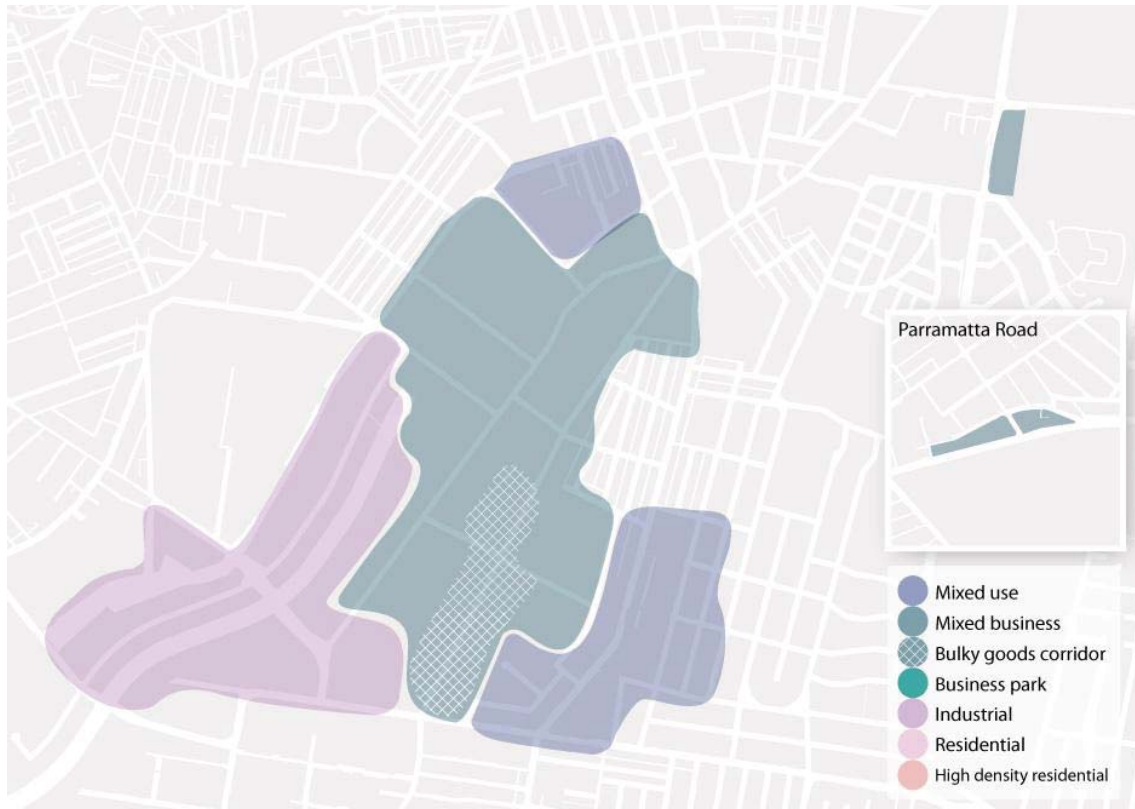 Parramatta Road
Mixed use
Mixed business
Bulky goods corridor
Business park
Industrial
Residential
High density residential